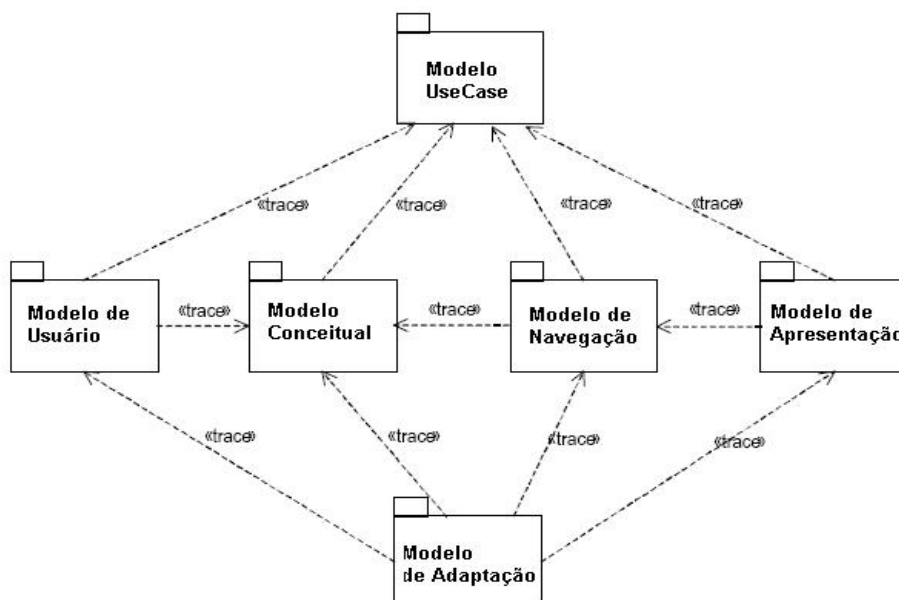 Modelo
UseCase
«trace»
«trace»
«trace»
«trace»
Modelo de
Usuário
«trace»
Modelo
Conceitual
«trace»
Modelo de
Navegação
«trace»
Modelo de
Apresentação
«trace»
«trace»
«trace»
«trace»
Modelo
de Adaptação